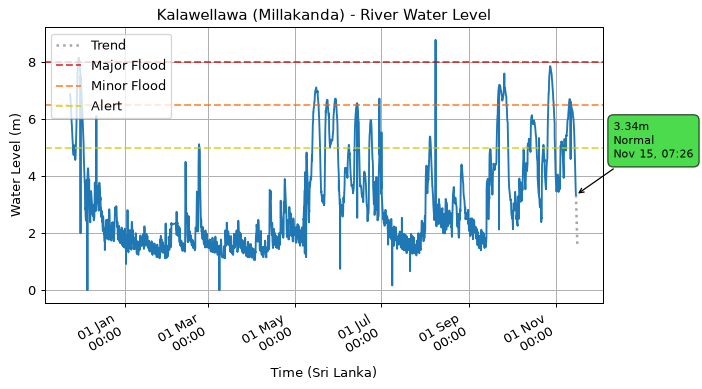 Kalawellawa (Millakanda) - River Water Level
Trend
Major Flood
Minor Flood
Alert
8
6
4
2
0
Water Level (m)
3.34m
Normal
Nov 15, 07:26
01 Jan
00:00
01 Mar
00:00
01 May
00:00
01 Jul
00:00
01 Sep
00:00
01 Nov
00:00
Time (Sri Lanka)